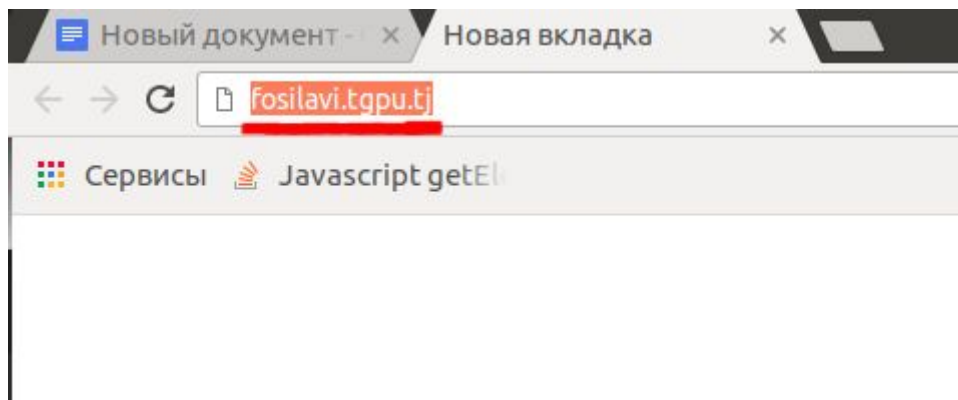 Новый документ -
Новая вкладка
fosilavi.tgpu.tj
Сервисы
Javascript getEl